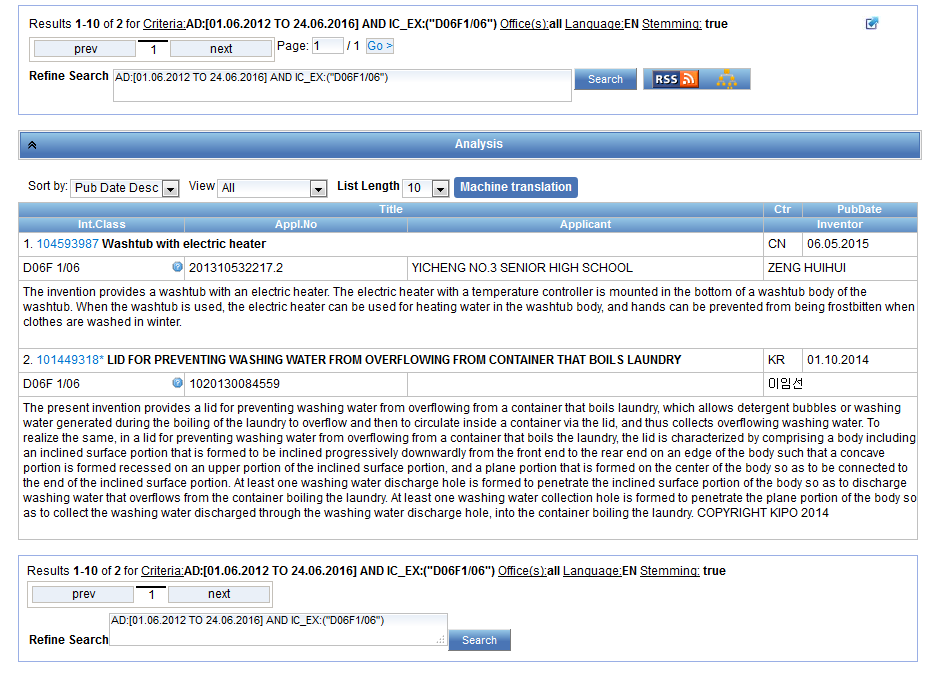 Results 1-10 of 2 for Criteria:AD:[01.06.2012 TO 24.06.2016] AND IC_EX:("D06F1/06") Office(s):all Language:EN Stemming: true
prev 1 next Page: 1 / 1 Go >
Refine Search AD:[01.06.2012 TO 24.06.2016] AND IC_EX:("D06F1/06") Search RSS
Analysis
Sort by: Pub Date Desc View All List Length 10 Machine translation
Title Ctr PubDate
Int.Class Appl.No Applicant Inventor
1. 104593987 Washtub with electric heater CN 06.05.2015
D06F 1/06 201310532217.2 YICHENG NO.3 SENIOR HIGH SCHOOL ZENG HUIHUI
The invention provides a washtub with an electric heater. The electric heater with a temperature controller is mounted in the bottom of a washtub body of the
washtub. When the washtub is used, the electric heater can be used for heating water in the washtub body, and hands can be prevented from being frostbitten when
clothes are washed in winter.
2. 101449318* LID FOR PREVENTING WASHING WATER FROM OVERFLOWING FROM CONTAINER THAT BOILS LAUNDRY KR 01.10.2014
D06F 1/06 1020130084559 이임선
The present invention provides a lid for preventing washing water from overflowing from a container that boils laundry, which allows detergent bubbles or washing
water generated during the boiling of the laundry to overflow and then to circulate inside a container via the lid, and thus collects overflowing washing water. To
realize the same, in a lid for preventing washing water from overflowing from a container that boils the laundry, the lid is characterized by comprising a body including
an inclined surface portion that is formed to be inclined progressively downwardly from the front end to the rear end on an edge of the body such that a concave
portion is formed recessed on an upper portion of the inclined surface portion, and a plane portion that is formed on the center of the body so as to be connected to
the end of the inclined surface portion. At least one washing water discharge hole is formed to penetrate the inclined surface portion of the body so as to discharge
washing water that overflows from the container boiling the laundry. At least one washing water collection hole is formed to penetrate the plane portion of the body so
as to collect the washing water discharged through the washing water discharge hole, into the container boiling the laundry. COPYRIGHT KIPO 2014
Results 1-10 of 2 for Criteria:AD:[01.06.2012 TO 24.06.2016] AND IC_EX:("D06F1/06") Office(s):all Language:EN Stemming: true
prev 1 next
AD:[01.06.2012 TO 24.06.2016] AND IC_EX:("D06F1/06")
Refine Search Search